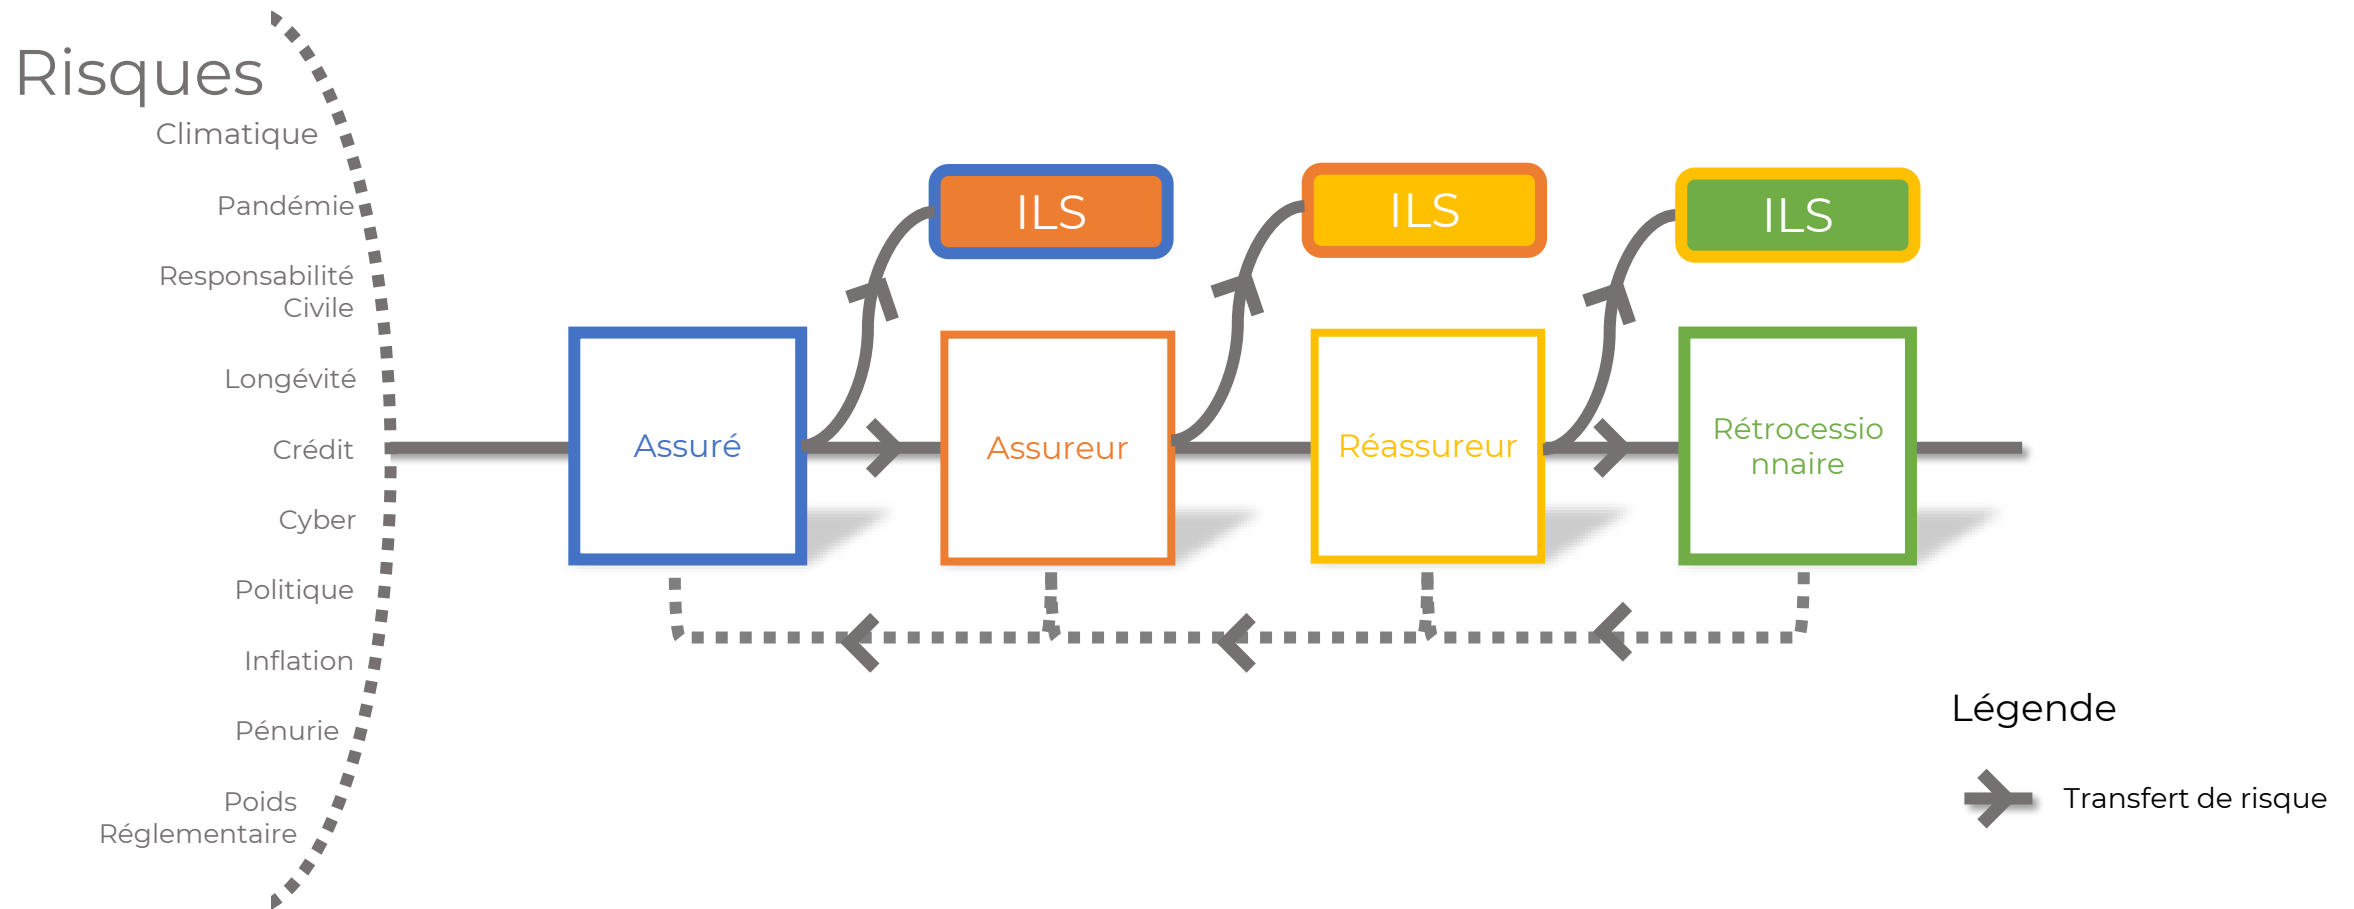 Risques
Climatique
Pandémie
Responsabilité
Civile
Longévité
Crédit
Cyber
Politique
Inflation
Pénurie
Poids
Réglementaire
ILS
ILS
ILS
Assuré
Assureur
Réassureur
Rétrocessio
nnaire
Légende
Transfert de risque